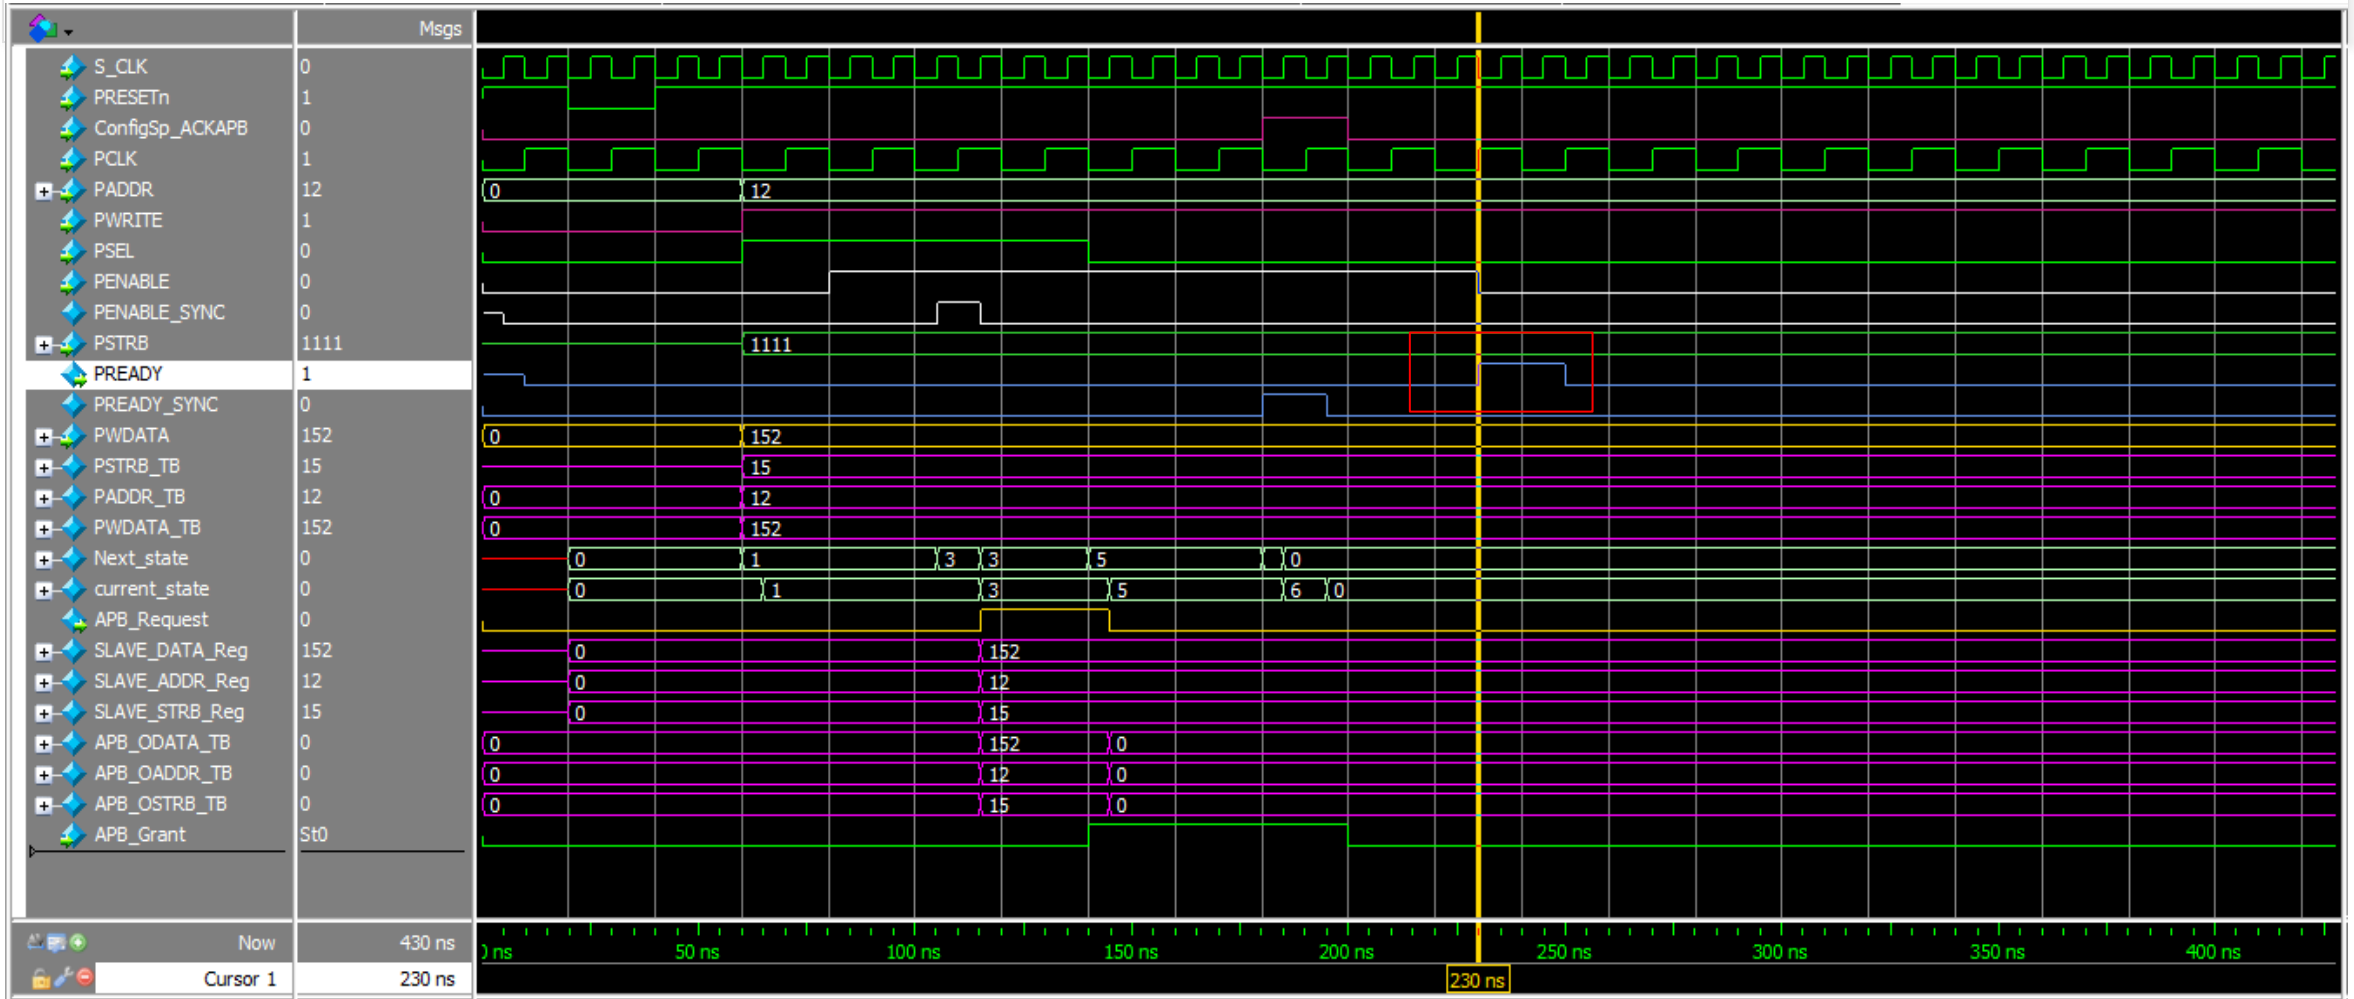 Msgs
S_CLK 0
PRESETn 1
ConfigSp_ACKAPB 0
PCLK 1
PADDR 12 0 12
PWRITE 1
PSEL 0
PENABLE 0
PENABLE_SYNC 0
PSTRB 1111 1111
PREADY 1
PREADY_SYNC 0
PWDATA 152 0 152
PSTRB_TB 15 15
PADDR_TB 12 0 12
PWDATA_TB 152 0 152
Next_state 0 0 1 3 3 5 0
current_state 0 0 1 3 5 6 0
APB_Request 0
SLAVE_DATA_Reg 152 0 152
SLAVE_ADDR_Reg 12 0 12
SLAVE_STRB_Reg 15 0 15
APB_ODATA_TB 0 0 152 0
APB_OADDR_TB 0 0 12 0
APB_OSTRB_TB 0 0 15 0
APB_Grant St0
Now 430 ns 0 ns 50 ns 100 ns 150 ns 200 ns 250 ns 300 ns 350 ns 400 ns
Cursor 1 230 ns 230 ns